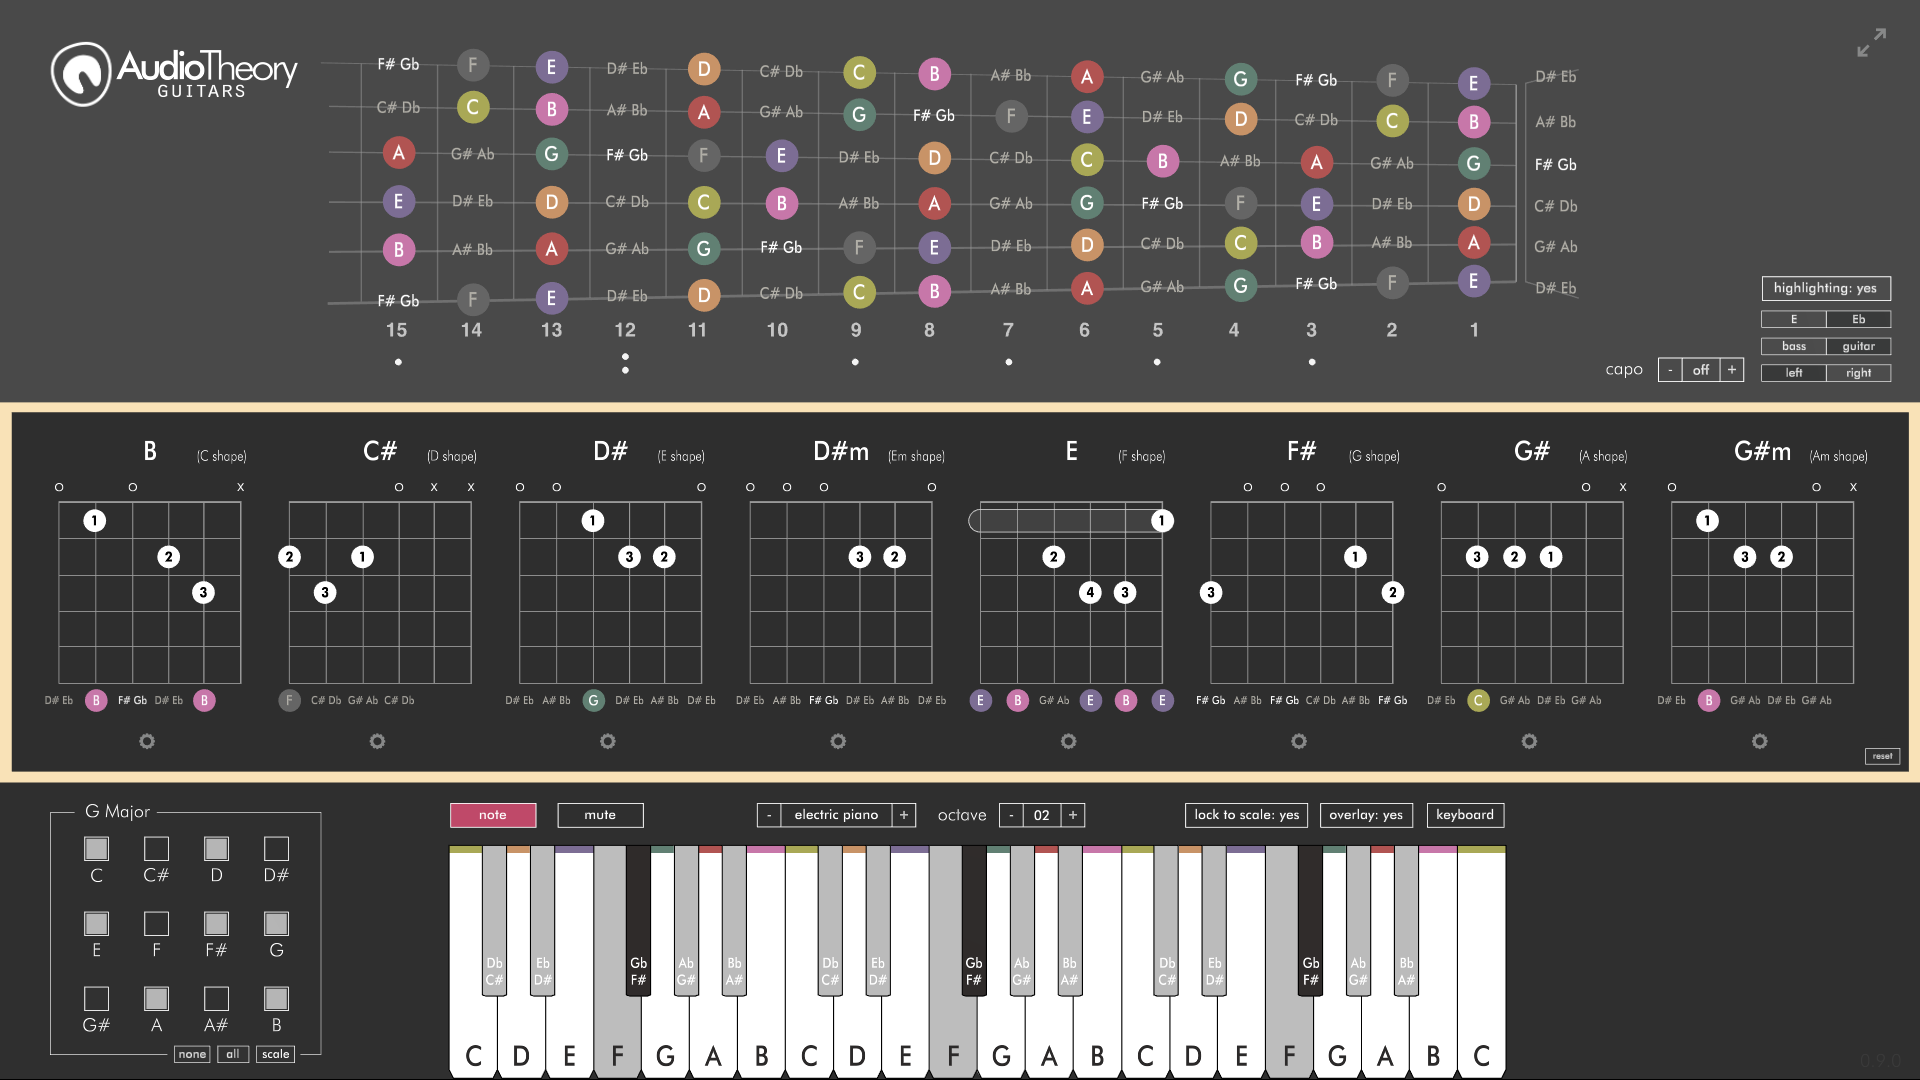 AudioTheory
GUITARS
F# Gb F E D# Eb D C# Db C B A# Bb A G# Ab G F# Gb F E D# Eb
C# Db C B A# Bb A G# Ab G F# Gb F E D# Eb D C# Db C B A# Bb
A G# Ab G F# Gb F E D# Eb D C# Db C B A# Bb A G# Ab G F# Gb
E D# Eb D C# Db C B A# Bb A G# Ab G F# Gb F E D# Eb D C# Db
B A# Bb A G# Ab G F# Gb F E D# Eb D C# Db C B A# Bb A G# Ab
F# Gb F E D# Eb D C# Db C B A# Bb A G# Ab G F# Gb F E D# Eb
15 14 13 12 11 10 9 8 7 6 5 4 3 2 1
highlighting: yes
E Eb
bass guitar
capo - off +
left right
B (C shape) C# (D shape) D# (E shape) D#m (Em shape) E (F shape) F# (G shape) G# (A shape) G#m (Am shape)
o o x o x x o o o o o o o o o o o o x o o x
1 1 1 1
2 2 1 3 2 3 2 2 1 3 2 1 3 2
3 3 4 3 3 2
D# Eb B F# Gb D# Eb B F C# Db G# Ab C# Db D# Eb A# Bb G D# Eb A# Bb D# Eb D# Eb A# Bb F# Gb D# Eb A# Bb D# Eb E B G# Ab E B E F# Gb A# Bb F# Gb C# Db A# Bb F# Gb D# Eb C G# Ab D# Eb G# Ab D# Eb B G# Ab D# Eb G# Ab
reset
G Major
C C# D D#
E F F# G
G# A A# B
none all scale
note mute - electric piano + octave - 02 + lock to scale: yes overlay: yes keyboard
Db Eb Gb Ab Bb Db Eb Gb Ab Bb Db Eb Gb Ab Bb
C# D# F# G# A# C# D# F# G# A# C# D# F# G# A#
C D E F G A B C D E F G A B C D E F G A B C
0.9.0